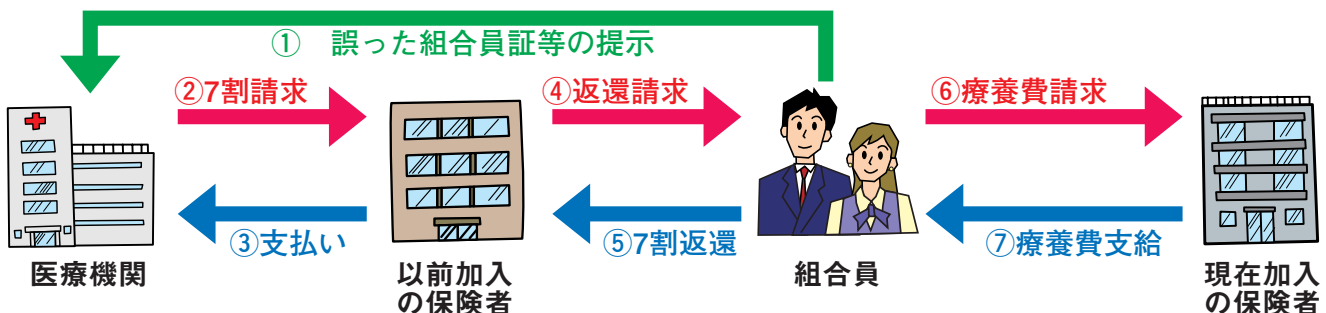 ① 誤った組合員証等の提示
②7割請求
④返還請求
⑥療養費請求
③支払い
⑤7割返還
⑦療養費支給
医療機関
以前加入
の保険者
組合員
現在加入
の保険者